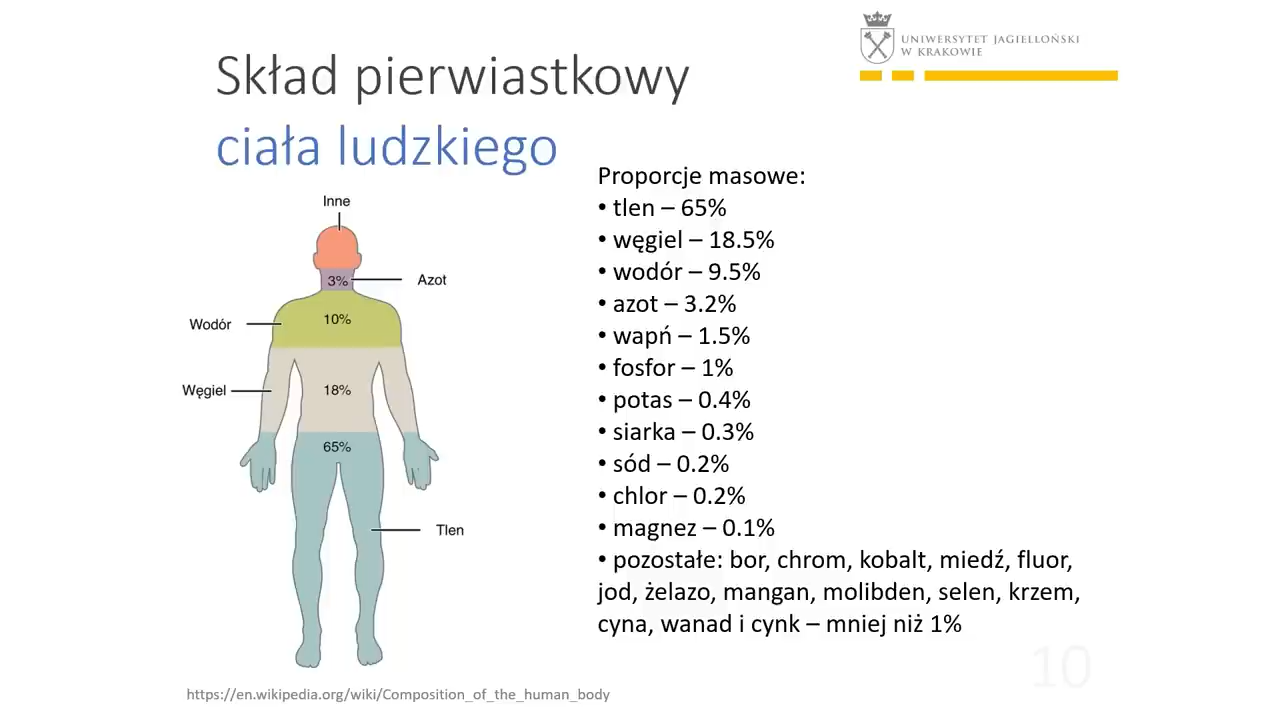 UNIWERSYTET JAGIELLOŃSKI
W KRAKOWIE
Skład pierwiastkowy
ciała ludzkiego
Inne
3%
Azot
10%
Wodór
18%
Węgiel
65%
Tlen
Proporcje masowe:
• tlen – 65%
• węgiel – 18.5%
• wodór – 9.5%
• azot – 3.2%
• wapń – 1.5%
• fosfor – 1%
• potas – 0.4%
• siarka – 0.3%
• sód – 0.2%
• chlor – 0.2%
• magnez – 0.1%
• pozostałe: bor, chrom, kobalt, miedź, fluor,
jod, żelazo, mangan, molibden, selen, krzem,
cyna, wanad i cynk – mniej niż 1%
10
https://en.wikipedia.org/wiki/Composition_of_the_human_body